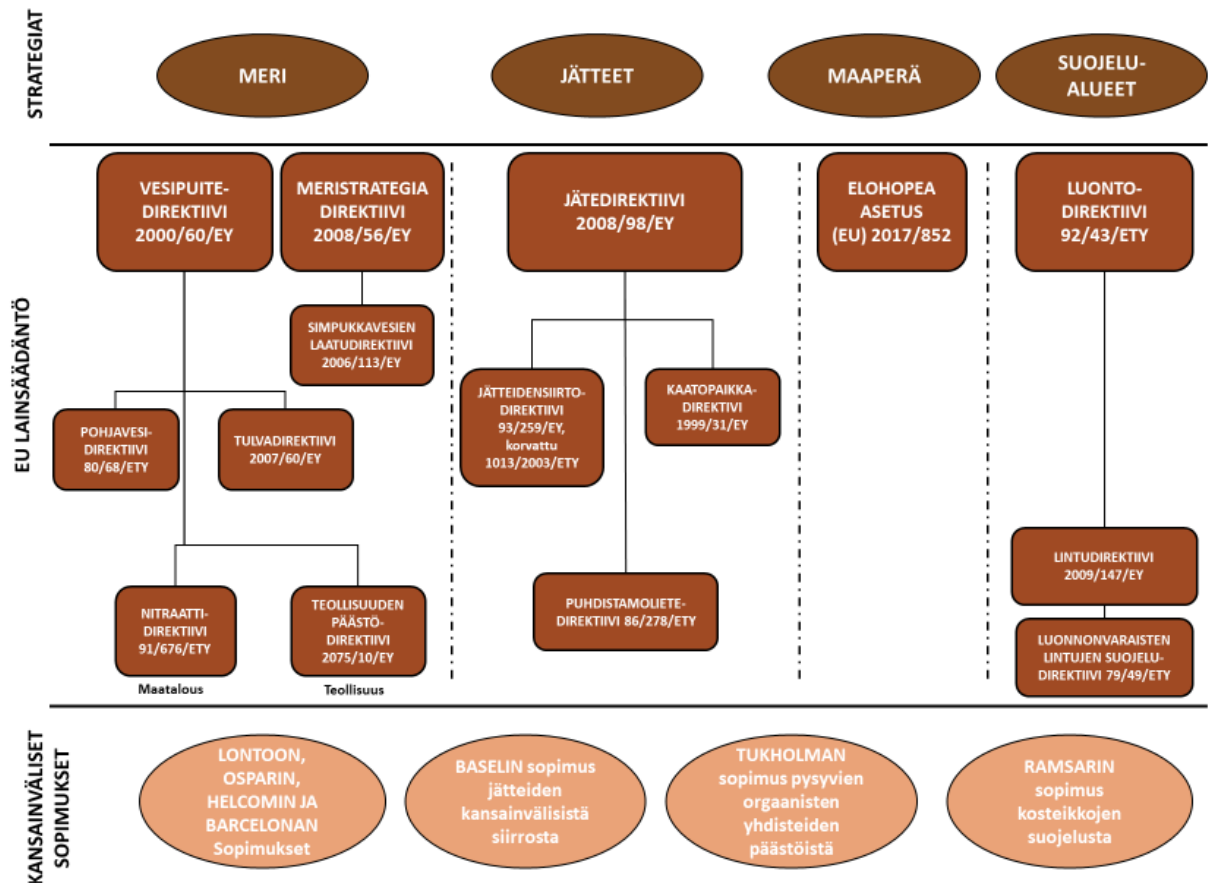 STRATEGIAT
MERI
JÄTTEET
MAAPERÄ
SUOJELU-
ALUEET
EU LAINSÄÄDÄNTÖ
VESIPUITE-
DIREKTIIVI
2000/60/EY
MERISTRATEGIA
DIREKTIIVI
2008/56/EY
JÄTEDIREKTIIVI
2008/98/EY
ELOHOPEA
ASETUS
(EU) 2017/852
LUONTO-
DIREKTIIVI
92/43/ETY
SIMPUKKAVESIEN
LAATUDIREKTIIVI
2006/113/EY
POHJAVESI-
DIREKTIIVI
80/68/ETY
TULVADIREKTIIVI
2007/60/EY
JÄTTEIDENSIIRTO-
DIREKTIIVI
93/259/EY,
korvattu
1013/2003/ETY
KAATOPAIKKA-
DIREKTIVI
1999/31/EY
NITRAATTI-
DIREKTIIVI
91/676/ETY
Maatalous
TEOLLISUUDEN
PÄÄSTÖ-
DIREKTIIVI
2075/10/EY
Teollisuus
PUHDISTAMOLIETE-
DIREKTIIVI 86/278/ETY
LINTUDIREKTIIVI
2009/147/EY
LUONNONVARAISTEN
LINTUJEN SUOJELU-
DIREKTIIVI 79/49/ETY
KANSAINVÄLISET
SOPIMUKSET
LONTOON,
OSPARIN,
HELCOMIN JA
BARCELONAN
Sopimukset
BASELIN sopimus
jätteiden
kansainvälisistä
siirrosta
TUKHOLMAN
sopimus pysyvien
orgaanisten
yhdisteiden
päästöistä
RAMSARIN
sopimus
kosteikkojen
suojelusta